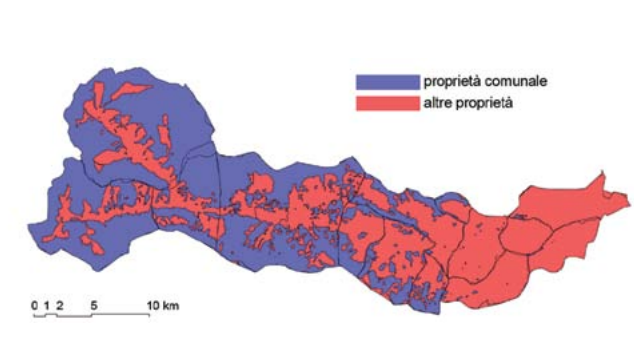 proprietà comunale
altre proprietà
0 1 2 5 10 km